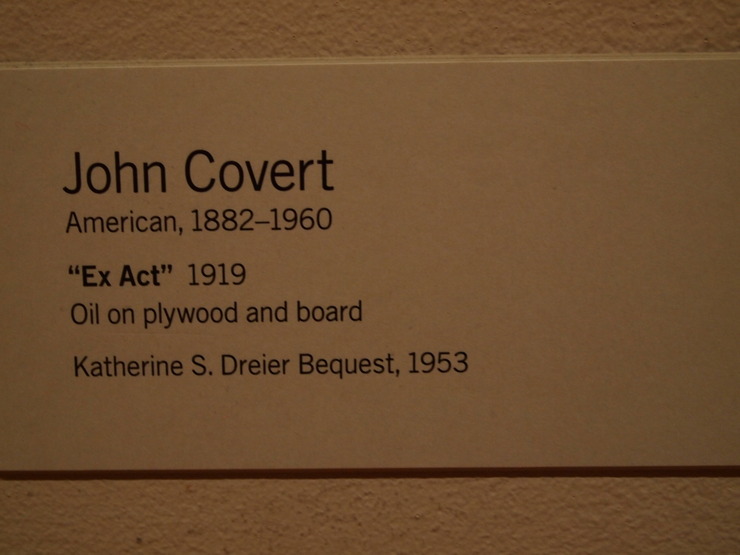 John Covert
American, 1882–1960
“Ex Act” 1919
Oil on plywood and board
Katherine S. Dreier Bequest, 1953